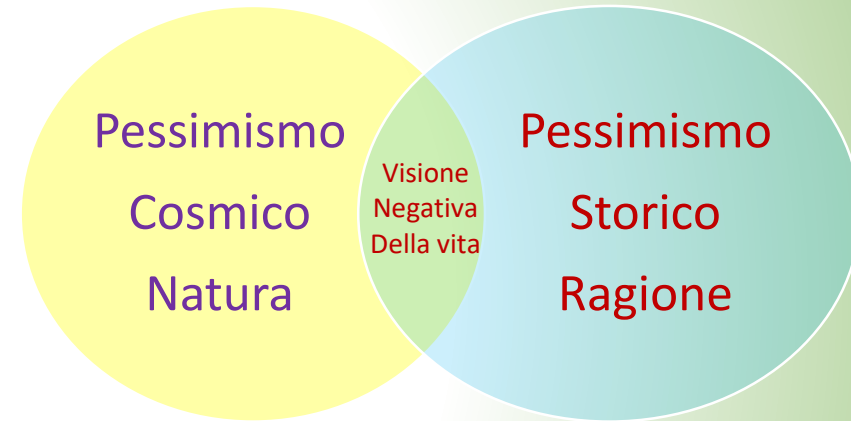 Pessimismo
Cosmico
Natura
Visione
Negativa
Della vita
Pessimismo
Storico
Ragione